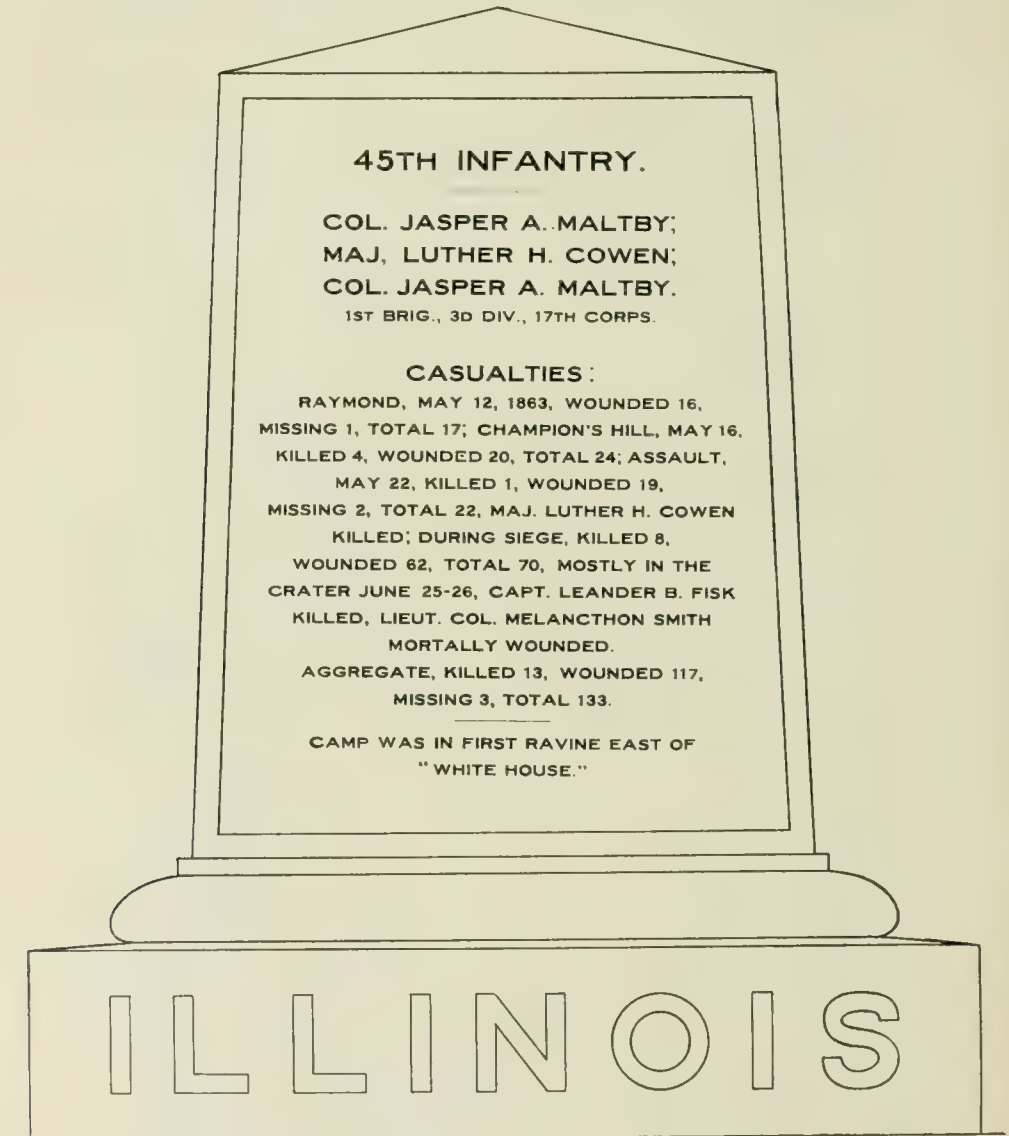 45TH INFANTRY.
COL. JASPER A. MALTBY;
MAJ, LUTHER H. COWEN;
COL. JASPER A. MALTBY.
1ST BRIG., 3D DIV., 17TH CORPS.
CASUALTIES:
RAYMOND, MAY 12, 1863, WOUNDED 16,
MISSING 1, TOTAL 17; CHAMPION'S HILL, MAY 16,
KILLED 4, WOUNDED 20, TOTAL 24; ASSAULT,
MAY 22, KILLED 1, WOUNDED 19,
MISSING 2, TOTAL 22, MAJ. LUTHER H. COWEN
KILLED; DURING SIEGE, KILLED 8,
WOUNDED 62, TOTAL 70, MOSTLY IN THE
CRATER JUNE 25-26, CAPT. LEANDER B. FISK
KILLED, LIEUT. COL. MELANCTHON SMITH
MORTALLY WOUNDED.
AGGREGATE, KILLED 13, WOUNDED 117,
MISSING 3, TOTAL 133.
CAMP WAS IN FIRST RAVINE EAST OF
"WHITE HOUSE."
ILLINOIS